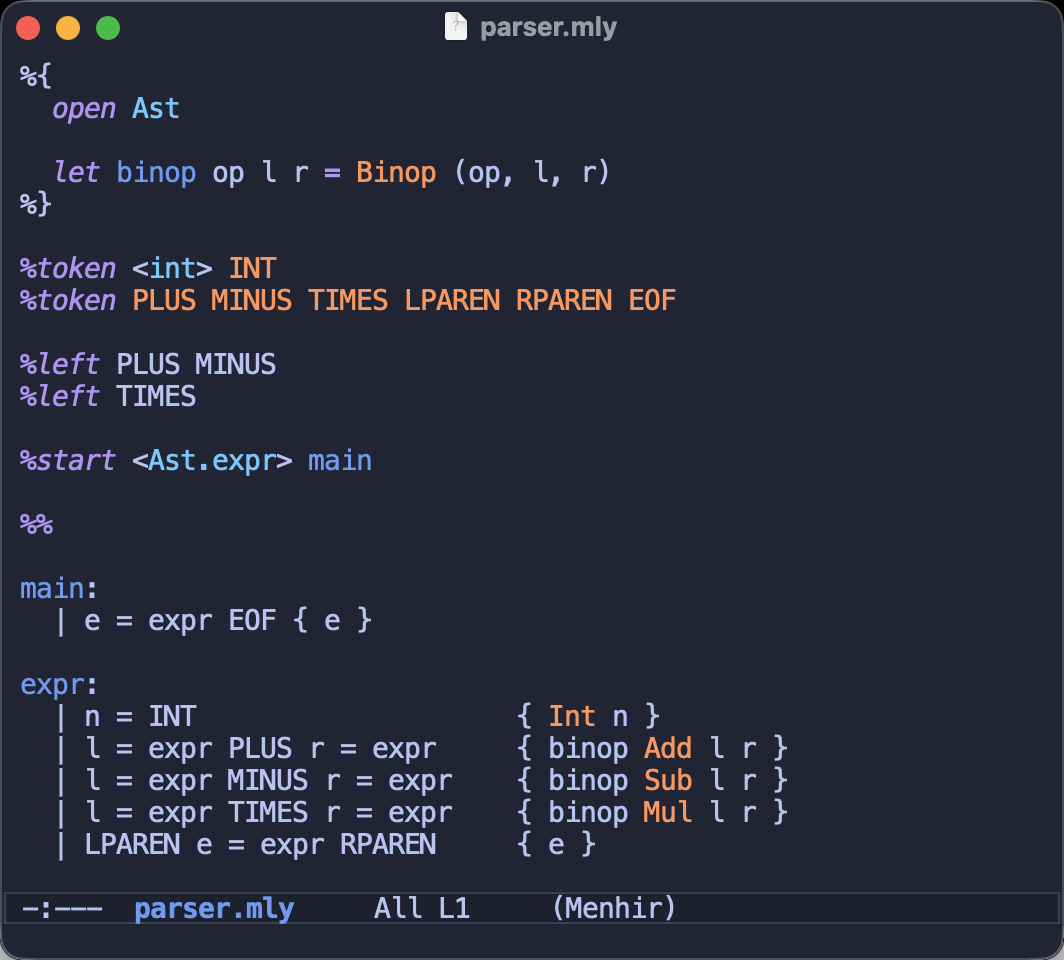 parser.mly
%{
  open Ast

  let binop op l r = Binop (op, l, r)
%}

%token <int> INT
%token PLUS MINUS TIMES LPAREN RPAREN EOF

%left PLUS MINUS
%left TIMES

%start <Ast.expr> main

%%

main:
  | e = expr EOF { e }

expr:
  | n = INT                    { Int n }
  | l = expr PLUS r = expr     { binop Add l r }
  | l = expr MINUS r = expr    { binop Sub l r }
  | l = expr TIMES r = expr    { binop Mul l r }
  | LPAREN e = expr RPAREN     { e }
-:---  parser.mly     All L1     (Menhir)